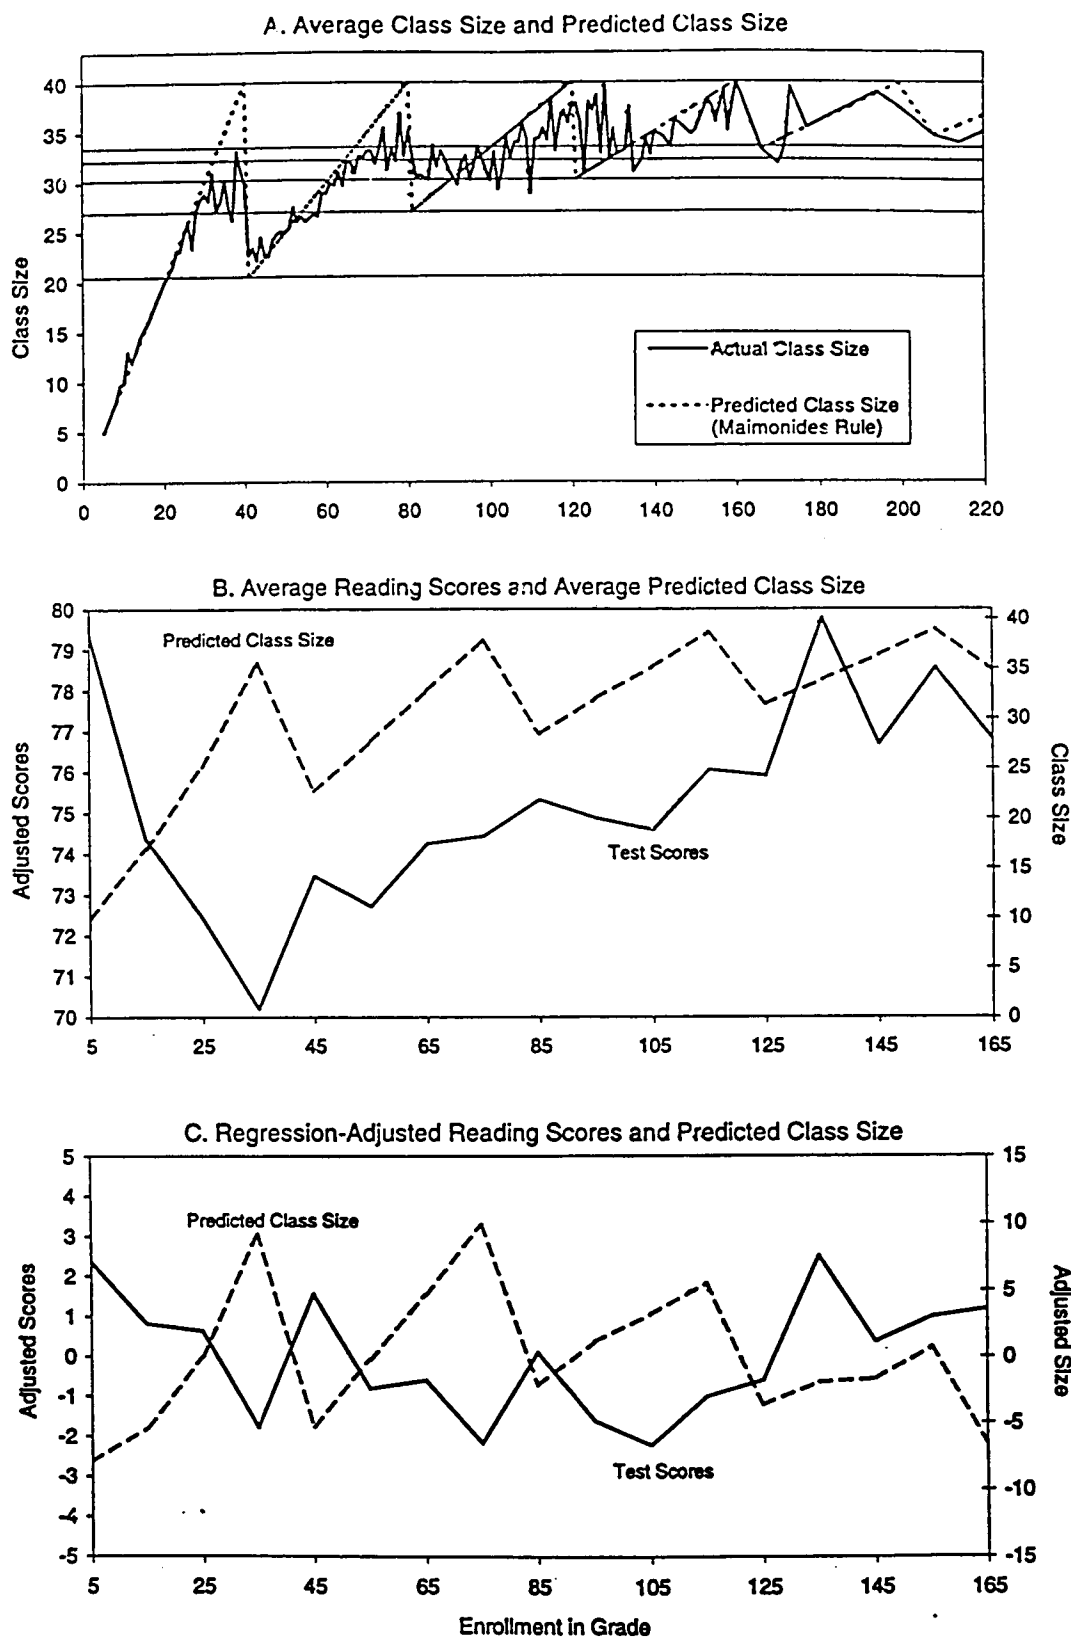 A. Average Class Size and Predicted Class Size
40
35
30
25
20
15
10
5
0
Class Size
Actual Class Size
Predicted Class Size
(Maimonides Rule)
0 20 40 60 80 100 120 140 160 180 200 220
B. Average Reading Scores and Average Predicted Class Size
80
79
78
77
76
75
74
73
72
71
70
Adjusted Scores
Predicted Class Size
Test Scores
40
35
30
25
20
15
10
5
0
Class Size
5 25 45 65 85 105 125 145 165
C. Regression-Adjusted Reading Scores and Predicted Class Size
5
4
3
2
1
0
-1
-2
-3
-4
-5
Adjusted Scores
Predicted Class Size
Test Scores
15
10
5
0
-5
-10
-15
Adjusted Size
5 25 45 65 85 105 125 145 165
Enrollment in Grade